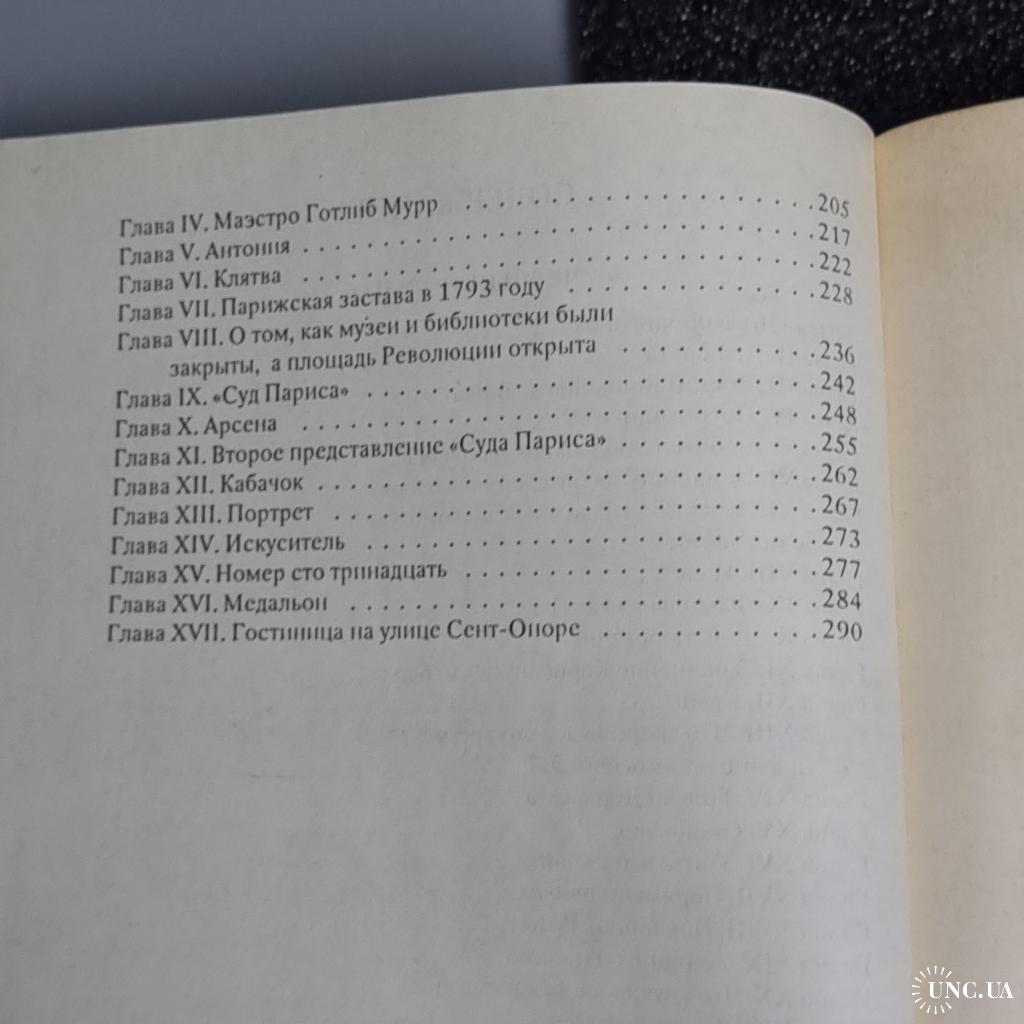 Глава IV. Маэстро Готлиб Мурр . . . . . . . . . . . . . . . . . . . . 205
Глава V. Антония . . . . . . . . . . . . . . . . . . . . . . . . . . . . . 217
Глава VI. Клятва . . . . . . . . . . . . . . . . . . . . . . . . . . . . . 222
Глава VII. Парижская застава в 1793 году . . . . . . . . . . . . . 228
Глава VIII. О том, как музеи и библиотеки были
закрыты, а площадь Революции открыта . . . . . . . . . . . 236
Глава IX. «Суд Париса» . . . . . . . . . . . . . . . . . . . . . . . . . 242
Глава X. Арсена . . . . . . . . . . . . . . . . . . . . . . . . . . . . . 248
Глава XI. Второе представление «Суда Париса» . . . . . . . . . . . 255
Глава XII. Кабачок . . . . . . . . . . . . . . . . . . . . . . . . . . . . 262
Глава XIII. Портрет . . . . . . . . . . . . . . . . . . . . . . . . . . . 267
Глава XIV. Искуситель . . . . . . . . . . . . . . . . . . . . . . . . . 273
Глава XV. Номер сто тринадцать . . . . . . . . . . . . . . . . . . . . 277
Глава XVI. Медальон . . . . . . . . . . . . . . . . . . . . . . . . . . 284
Глава XVII. Гостиница на улице Сент-Оноре . . . . . . . . . . . . 290
UNC.UA